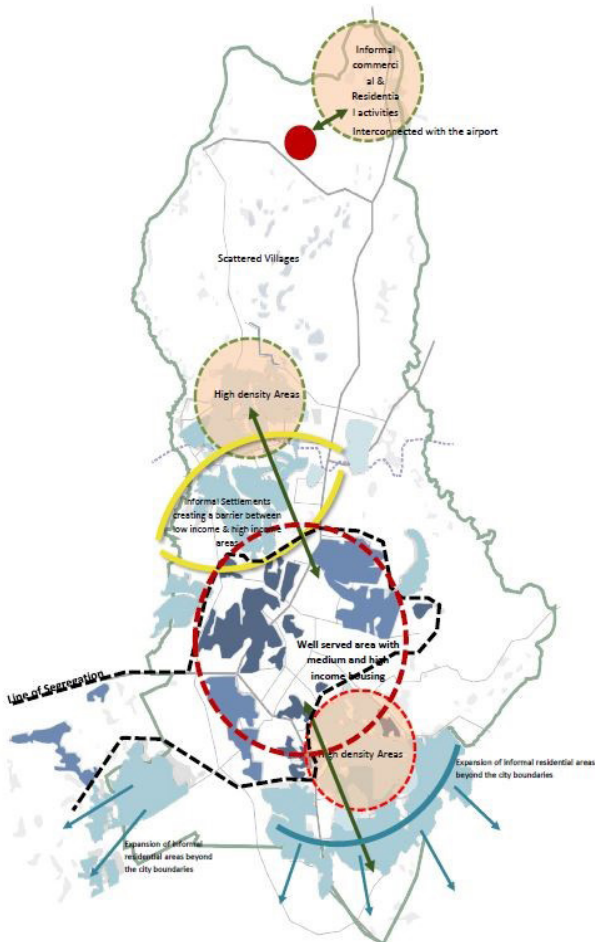 Informal
commerci
al &
Residentia
l activities
Interconnected with the airport
Scattered Villages
High density Areas
Informal Settlements
creating a barrier between
low income & high income
areas
Well served area with
medium and high
income housing
Line of Segregation
High density Areas
Expansion of informal residential areas
beyond the city boundaries
Expansion of informal
residential areas beyond
the city boundaries